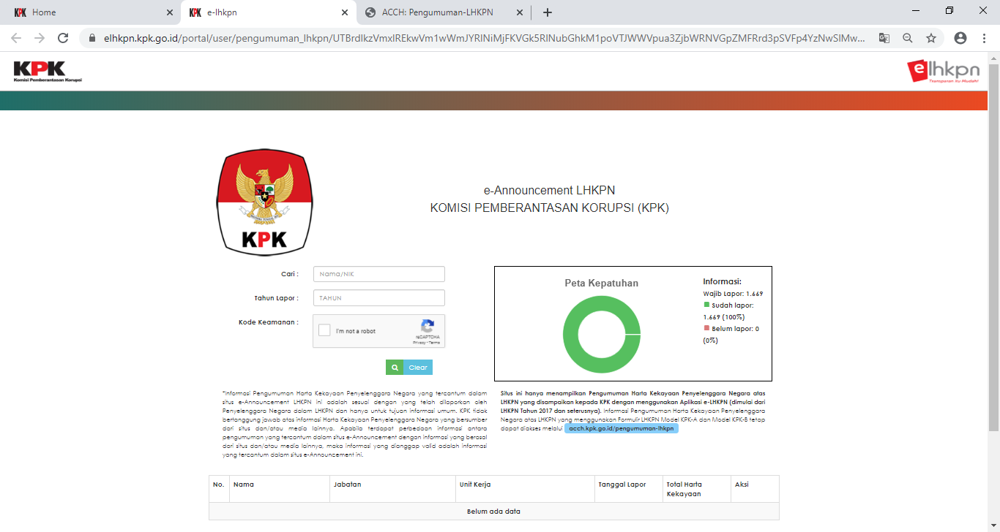 Home
e-lhkpn
ACCH: Pengumuman-LHKPN
KPK
Komisi Pemberantasan Korupsi
elhkpn
Transparan itu Mudah!
KPK
e-Announcement LHKPN
KOMISI PEMBERANTASAN KORUPSI (KPK)
Cari :
Nama/NIK
Tahun Lapor :
TAHUN
Kode Keamanan :
I'm not a robot
reCAPTCHA
Privacy - Terms
Clear
Peta Kepatuhan
Informasi:
Wajib Lapor: 1.669
Sudah lapor:
1.669 (100%)
Belum lapor: 0
(0%)
*Informasi Pengumuman Harta Kekayaan Penyelenggara Negara yang tercantum dalam
situs e-Announcement LHKPN ini adalah sesuai dengan yang telah dilaporkan oleh
Penyelenggara Negara dalam LHKPN dan hanya untuk tujuan informasi umum. KPK tidak
bertanggung jawab atas informasi Harta Kekayaan Penyelenggara Negara yang bersumber
dari situs dan/atau media lainnya. Apabila terdapat perbedaan informasi antara
pengumuman yang tercantum dalam situs e-Announcement dengan informasi yang berasal
dari situs dan/atau media lainnya, maka informasi yang dianggap valid adalah informasi
yang tercantum dalam situs e-Announcement ini.
Situs ini hanya menampilkan Pengumuman Harta Kekayaan Penyelenggara Negara atas
LHKPN yang disampaikan kepada KPK dengan menggunakan Aplikasi e-LHKPN (dimulai dari
LHKPN Tahun 2017 dan seterusnya). Informasi Pengumuman Harta Kekayaan Penyelenggara
Negara atas LHKPN yang menggunakan Formulir LHKPN Model KPK-A dan Model KPK-B tetap
dapat diakses melalui acch.kpk.go.id/pengumuman-lhkpn
No. Nama Jabatan Unit Kerja Tanggal Lapor Total Harta Kekayaan Aksi
Belum ada data